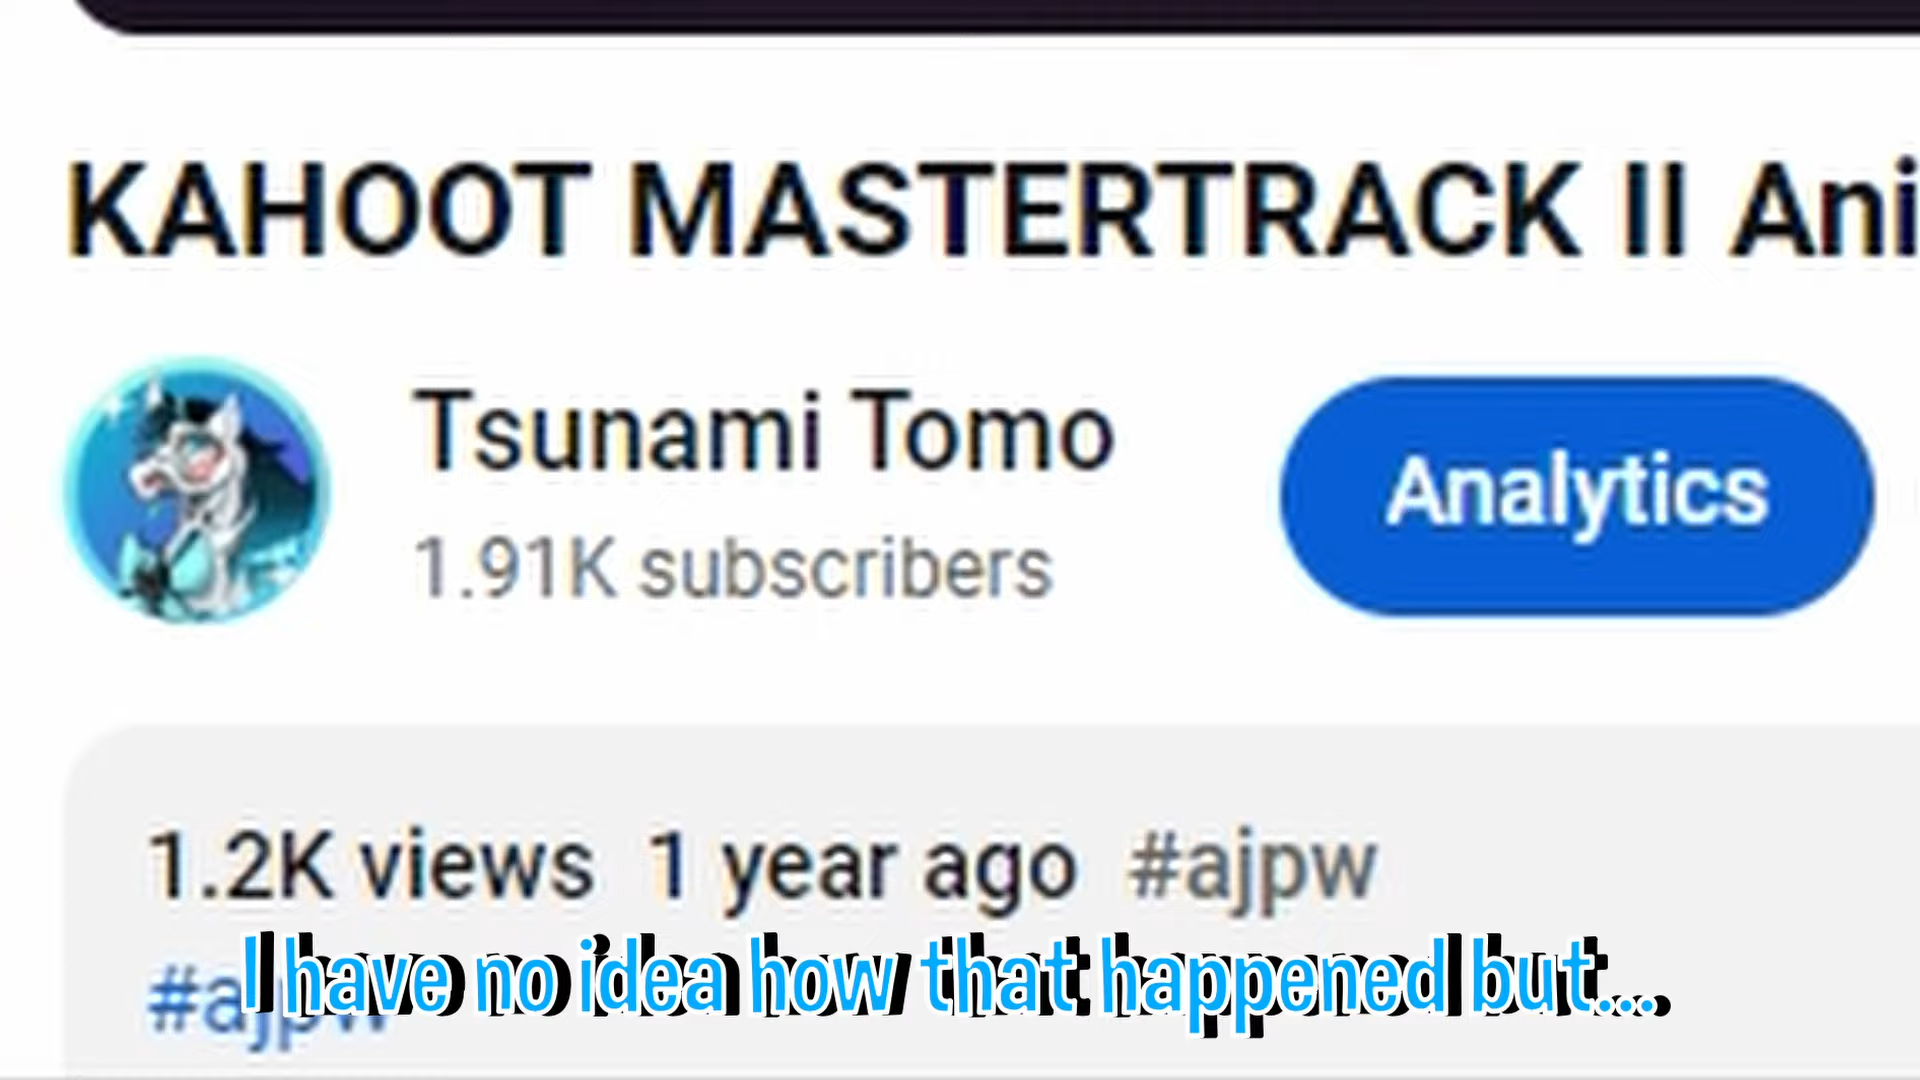 KAHOOT MASTERTRACK II Ani
Tsunami Tomo
1.91K subscribers
Analytics
1.2K views 1 year ago #ajpw
#ajpw
I have no idea how that happened but...